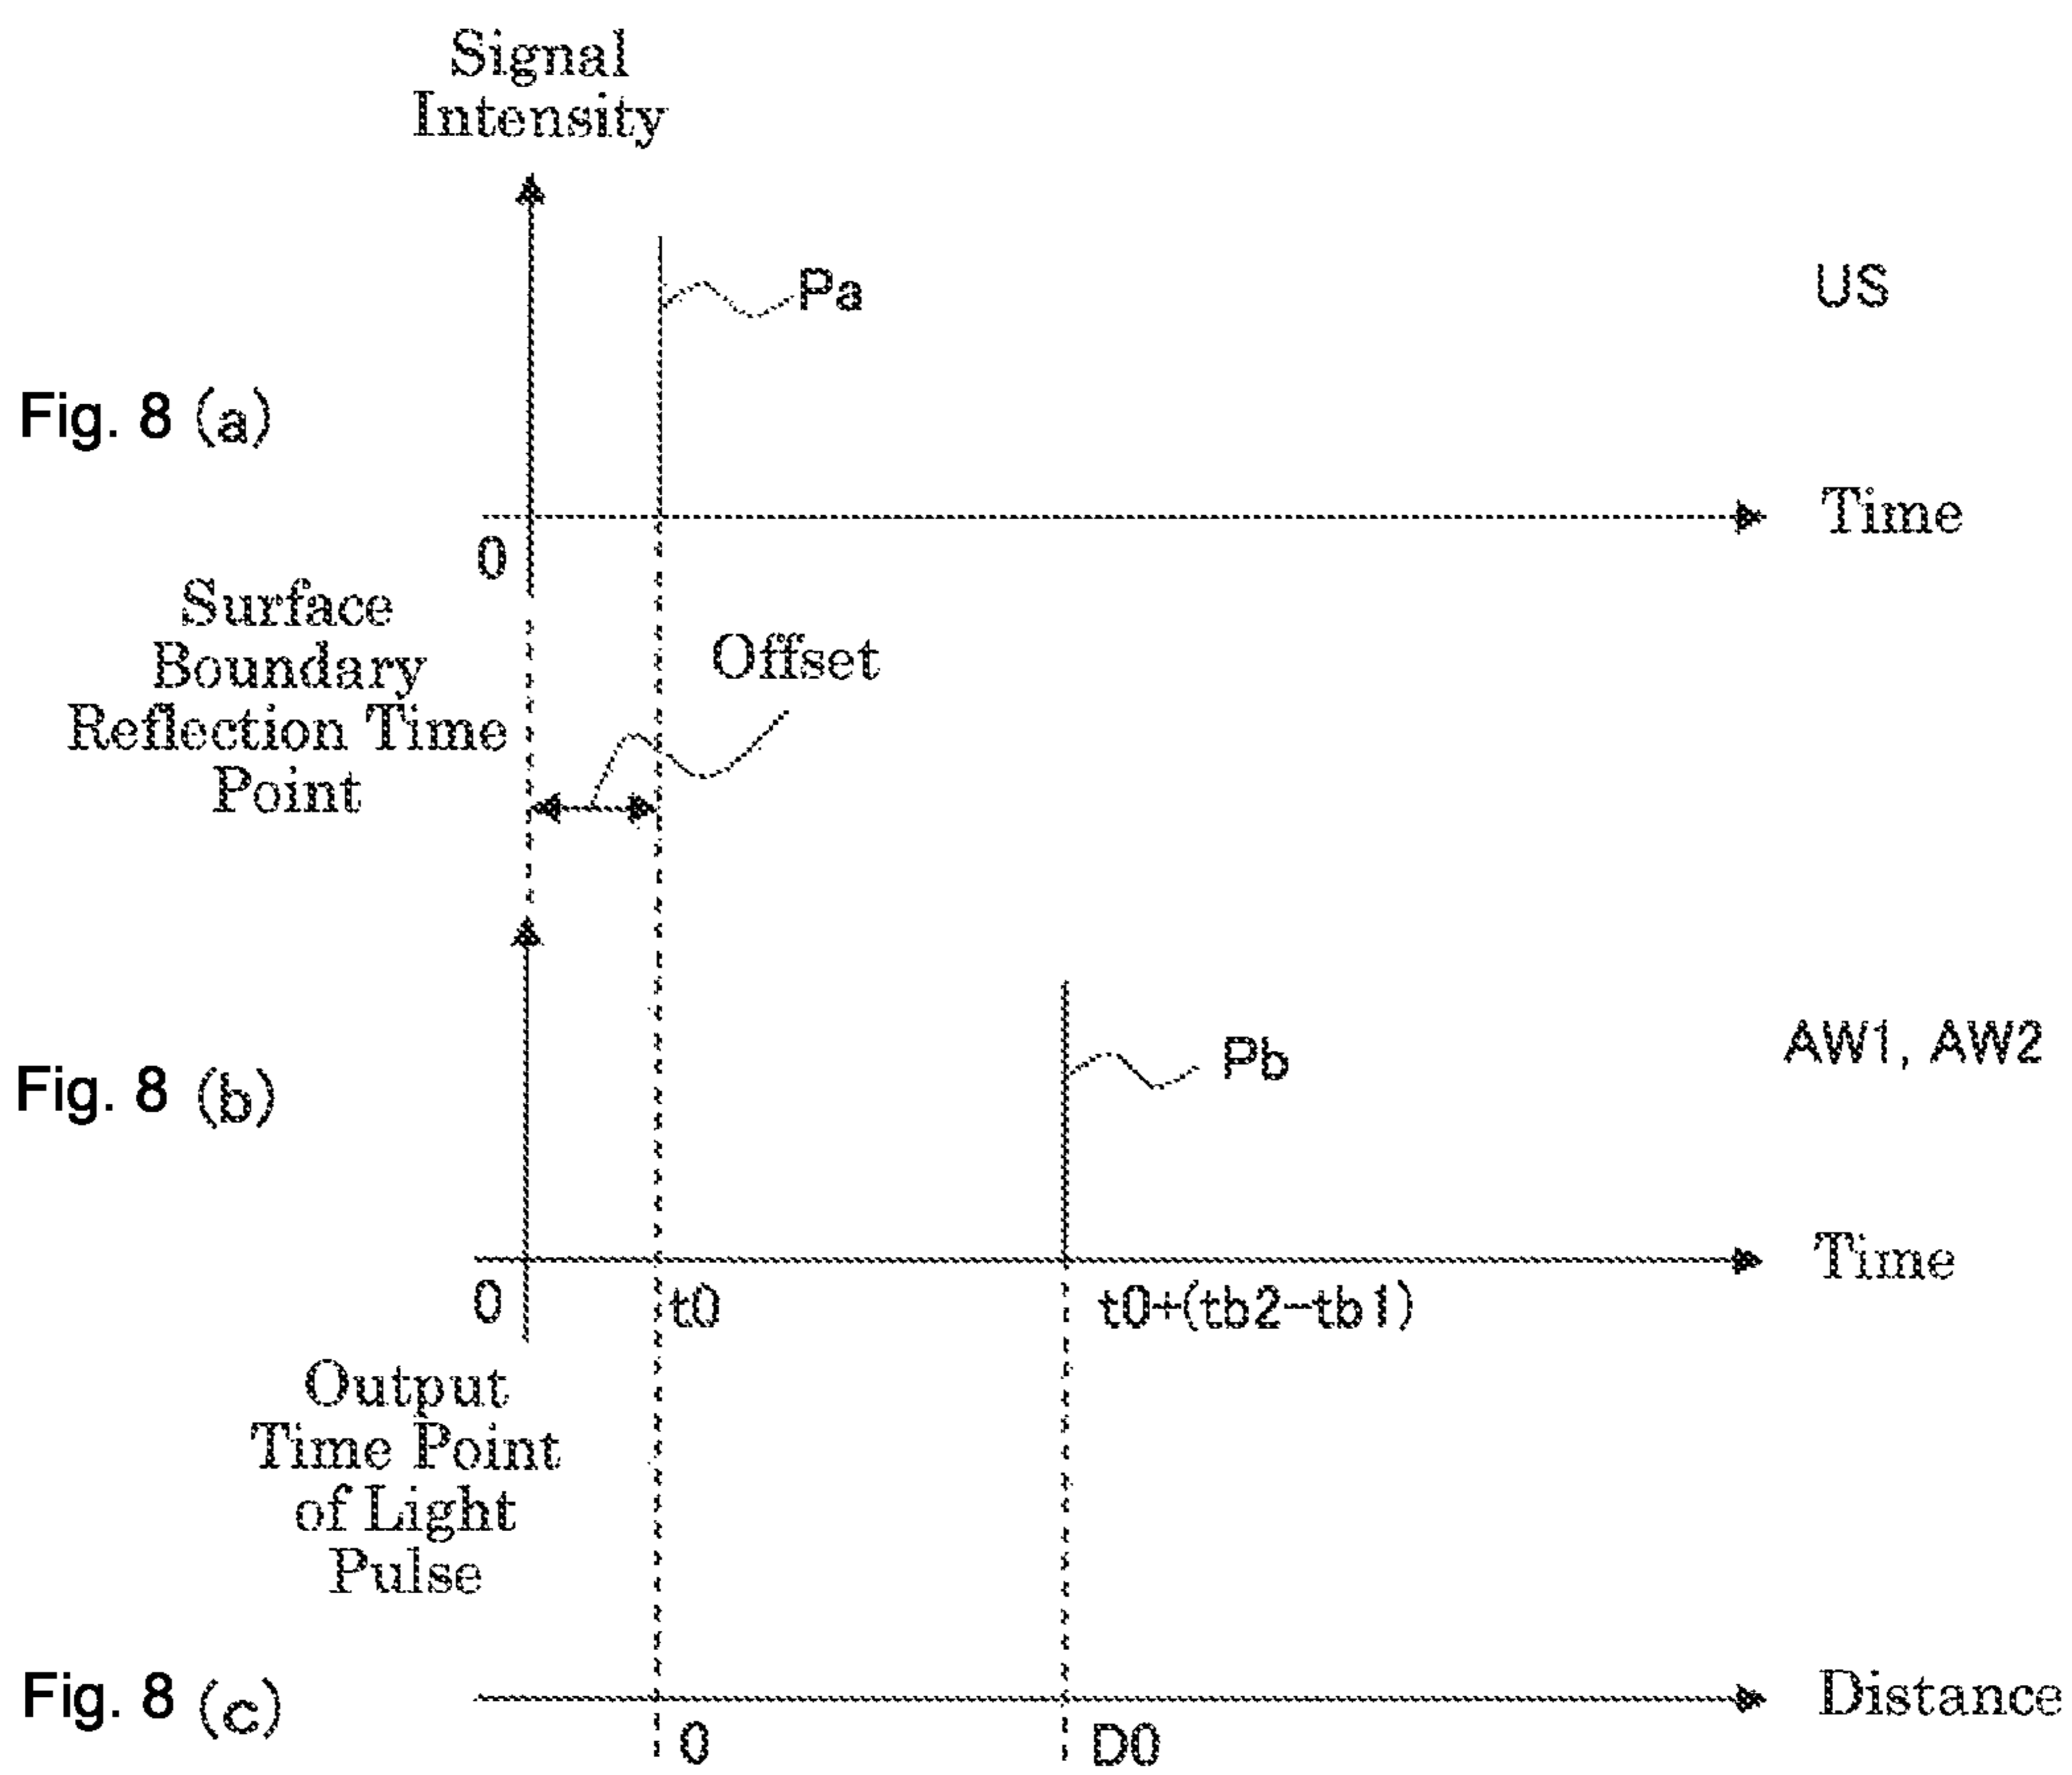 Signal
Intensity
Pa
US
Fig. 8 (a)
Time
0
Surface
Boundary
Reflection Time
Point
Offset
Pb
AW1, AW2
Fig. 8 (b)
Time
0
t0
t0+(tb2-tb1)
Output
Time Point
of Light
Pulse
Fig. 8 (c)
Distance
0
D0